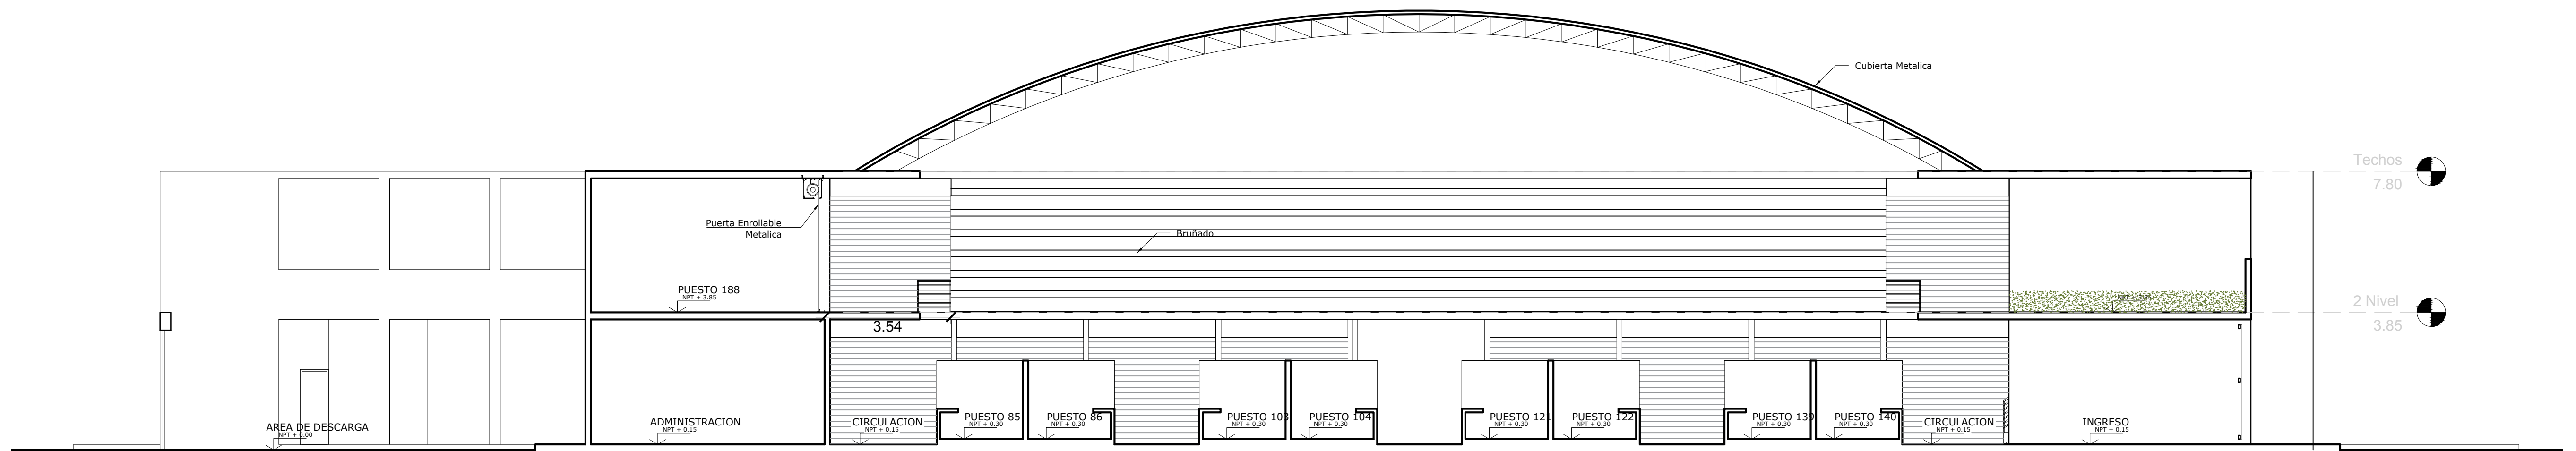 Cubierta Metalica
Techos
7.80
Puerta Enrollable
Metalica
Bruñado
PUESTO 188
NPT + 3.85
2 Nivel
3.85
3.54
AREA DE DESCARGA
NPT + 0.00
ADMINISTRACION
NPT + 0.15
CIRCULACION
NPT + 0.15
PUESTO 85
NPT + 0.30
PUESTO 86
NPT + 0.30
PUESTO 103
NPT + 0.30
PUESTO 104
NPT + 0.30
PUESTO 121
NPT + 0.30
PUESTO 122
NPT + 0.30
PUESTO 139
NPT + 0.30
PUESTO 140
NPT + 0.30
CIRCULACION
NPT + 0.15
INGRESO
NPT + 0.15